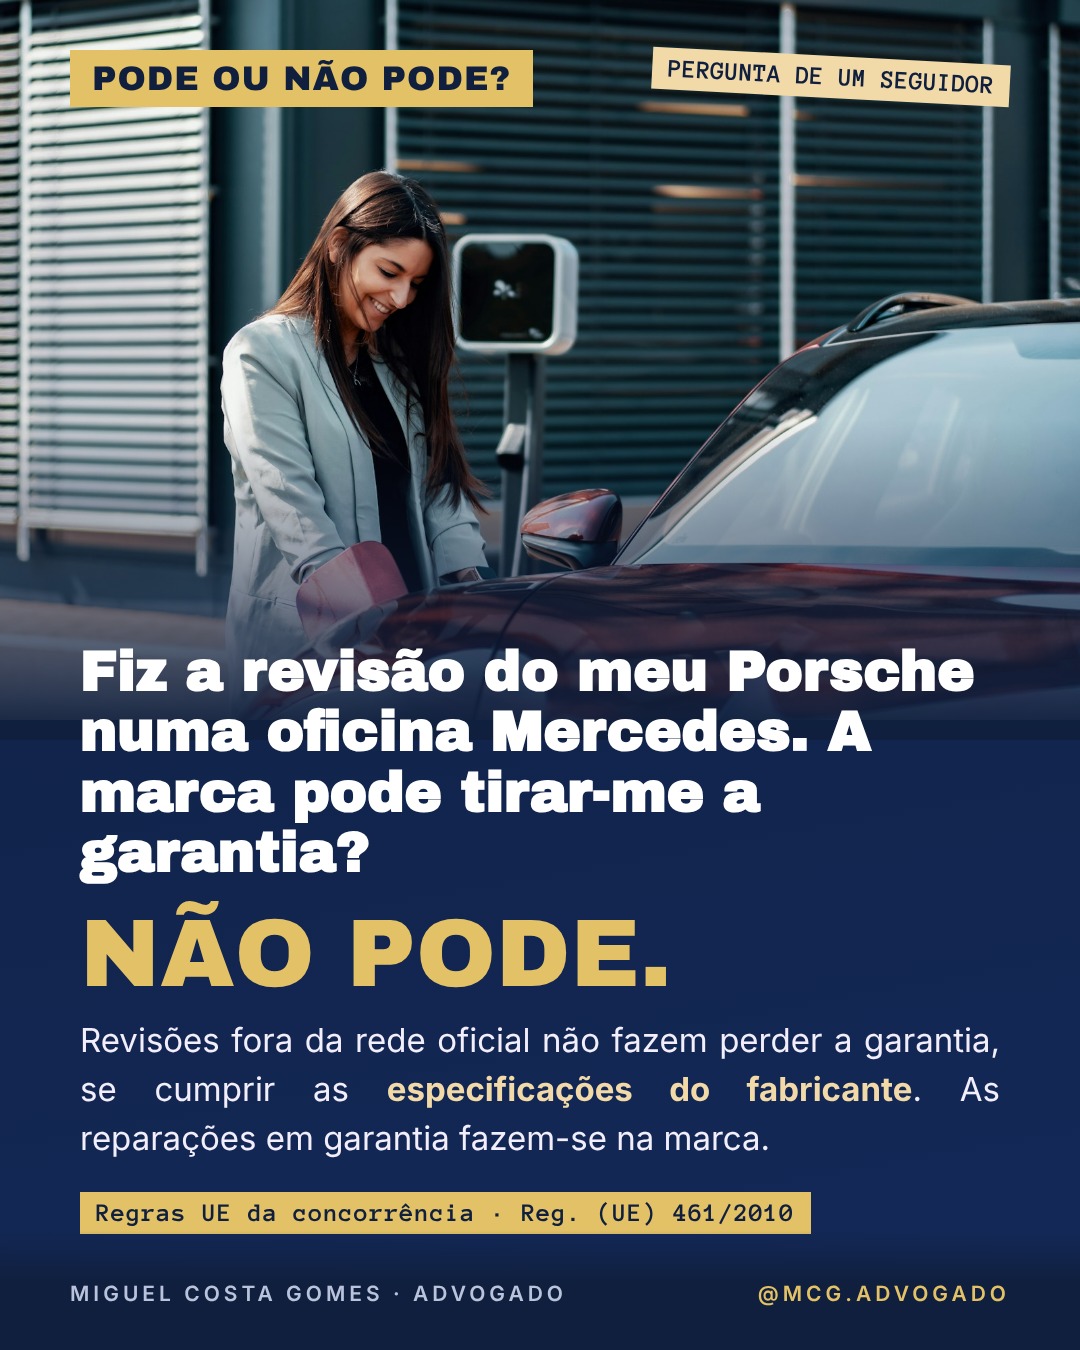 PODE OU NÃO PODE?
PERGUNTA DE UM SEGUIDOR
Fiz a revisão do meu Porsche
numa oficina Mercedes. A
marca pode tirar-me a
garantia?
NÃO PODE.
Revisões fora da rede oficial não fazem perder a garantia,
se cumprir as especificações do fabricante. As
reparações em garantia fazem-se na marca.
Regras UE da concorrência · Reg. (UE) 461/2010
MIGUEL COSTA GOMES · ADVOGADO
@MCG.ADVOGADO